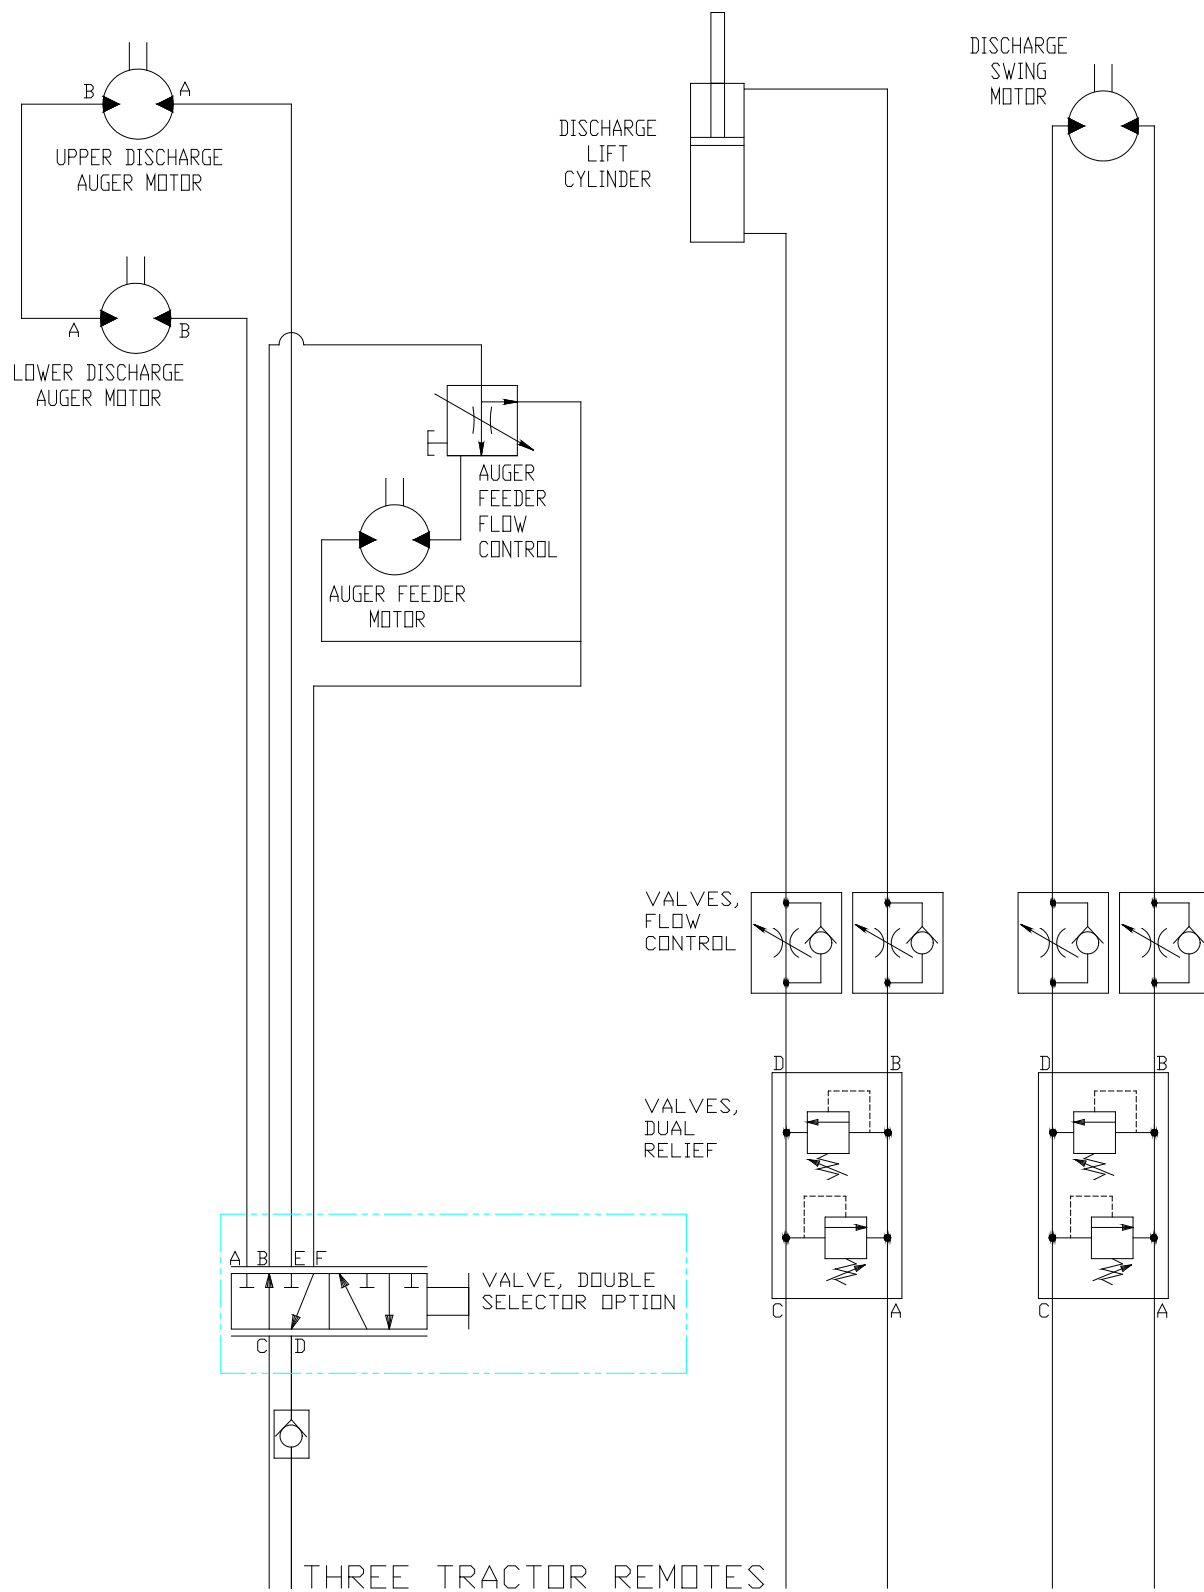 B
A
UPPER DISCHARGE
AUGER MOTOR
A
B
LOWER DISCHARGE
AUGER MOTOR
AUGER
FEEDER
FLOW
CONTROL
AUGER FEEDER
MOTOR
DISCHARGE
LIFT
CYLINDER
DISCHARGE
SWING
MOTOR
VALVES,
FLOW
CONTROL
D
B
D
B
VALVES,
DUAL
RELIEF
C
A
C
A
A B E F
VALVE, DOUBLE
SELECTOR OPTION
C D
THREE TRACTOR REMOTES